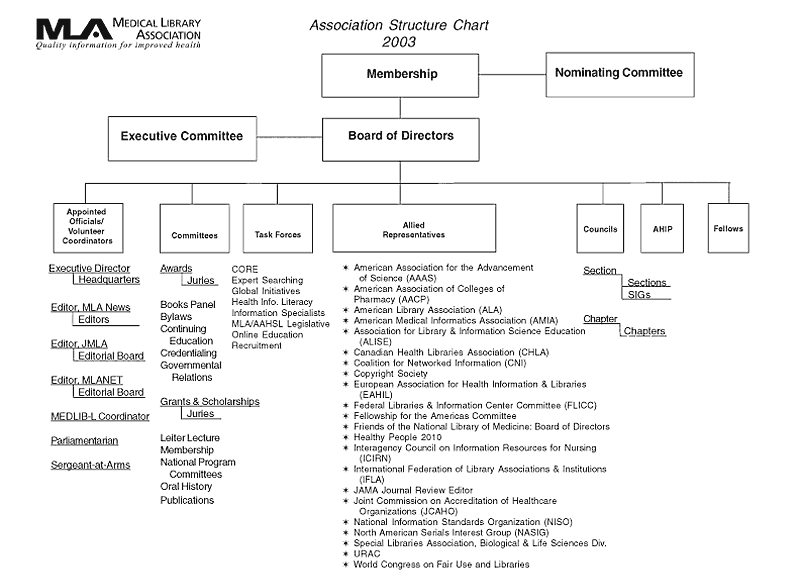 MLA MEDICAL LIBRARY
ASSOCIATION
Quality information for improved health
Association Structure Chart
2003
Membership
Nominating Committee
Executive Committee
Board of Directors
Appointed
Officials/
Volunteer
Coordinators
Committees
Task Forces
Allied
Representatives
Councils
AHIP
Fellows
Executive Director
Headquarters
Editor, MLA News
Editors
Editor, JMLA
Editorial Board
Editor, MLANET
Editorial Board
MEDLIB-L Coordinator
Parliamentarian
Sergeant-at-Arms
Awards
Juries
Books Panel
Bylaws
Continuing
Education
Credentialing
Governmental
Relations
Grants & Scholarships
Juries
Leiter Lecture
Membership
National Program
Committees
Oral History
Publications
CORE
Expert Searching
Global Initiatives
Health Info. Literacy
Information Specialists
MLA/AAHSL Legislative
Online Education
Recruitment
✶ American Association for the Advancement
of Science (AAAS)
✶ American Association of Colleges of
Pharmacy (AACP)
✶ American Library Association (ALA)
✶ American Medical Informatics Association (AMIA)
✶ Association for Library & Information Science Education
(ALISE)
✶ Canadian Health Libraries Association (CHLA)
✶ Coalition for Networked Information (CNI)
✶ Copyright Society
✶ European Association for Health Information & Libraries
(EAHIL)
✶ Federal Libraries & Information Center Committee (FLICC)
✶ Fellowship for the Americas Committee
✶ Friends of the National Library of Medicine: Board of Directors
✶ Healthy People 2010
✶ Interagency Council on Information Resources for Nursing
(ICIRN)
✶ International Federation of Library Associations & Institutions
(IFLA)
✶ JAMA Journal Review Editor
✶ Joint Commission on Accreditation of Healthcare
Organizations (JCAHO)
✶ National Information Standards Organization (NISO)
✶ North American Serials Interest Group (NASIG)
✶ Special Libraries Association, Biological & Life Sciences Div.
✶ URAC
✶ World Congress on Fair Use and Libraries
Section
Sections
SIGs
Chapter
Chapters